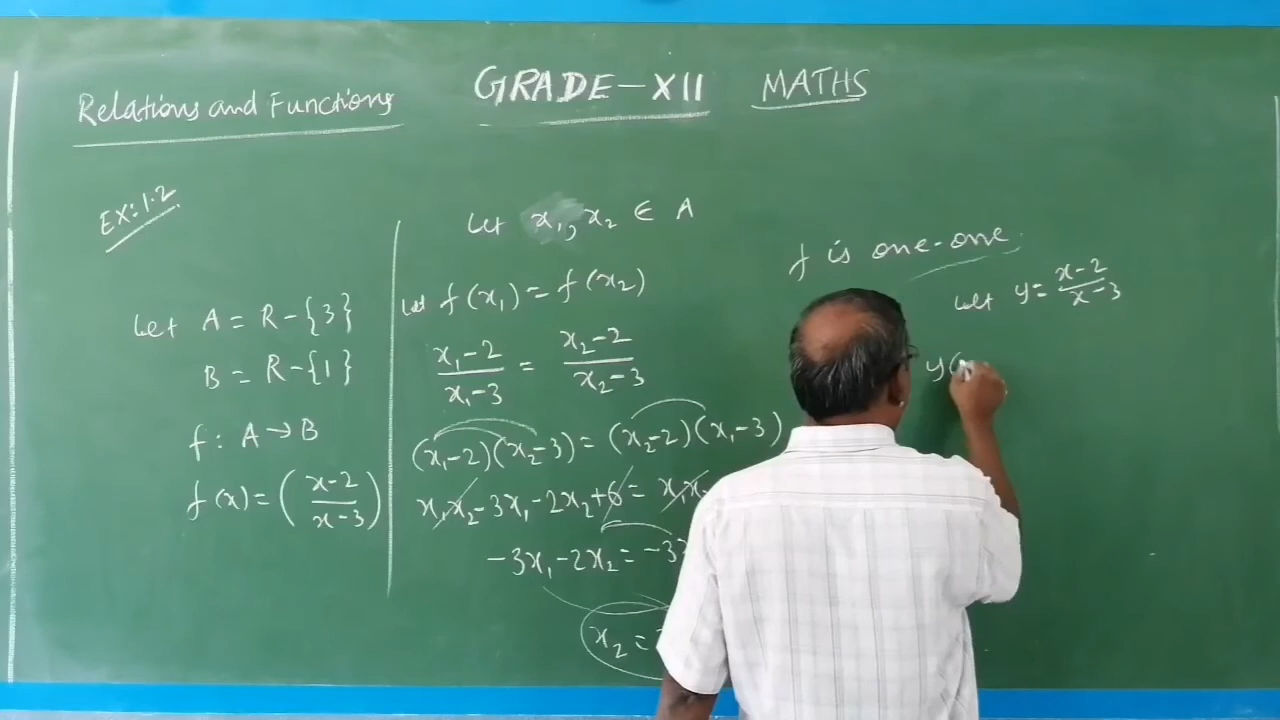 GRADE-XII MATHS
Relations and Functions
EX:1.2
Let A = R-{3}
B = R-{1}
f: A→B
f(x) = (x-2/x-3)
Let x₁, x₂ ∈ A
Let f(x₁) = f(x₂)
x₁-2/x₁-3 = x₂-2/x₂-3
(x₁-2)(x₂-3) = (x₂-2)(x₁-3)
x₁x₂-3x₁-2x₂+6 = x₁x₂
-3x₁-2x₂ = -3
x₂ =
f is one-one.
Let y = x-2/x-3
y(